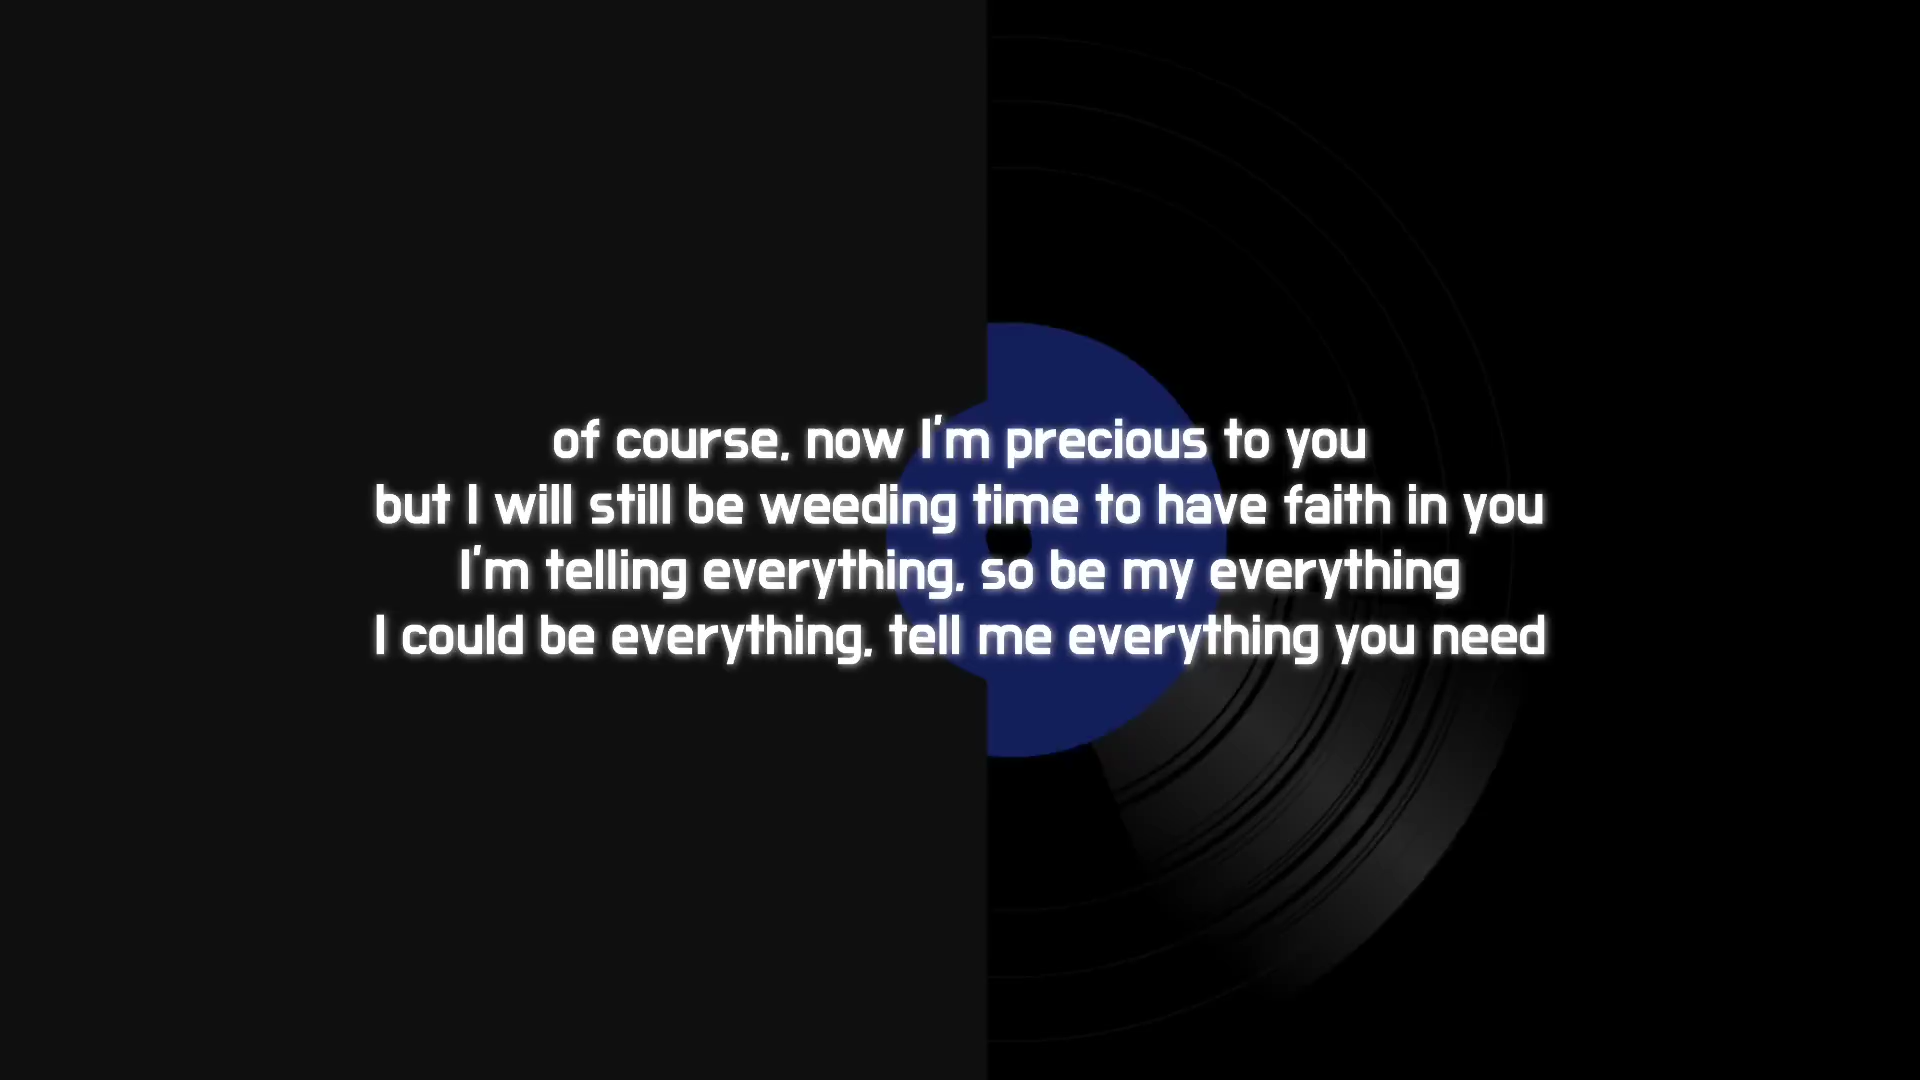 of course, now I'm precious to you
but I will still be weeding time to have faith in you
I'm telling everything, so be my everything
I could be everything, tell me everything you need